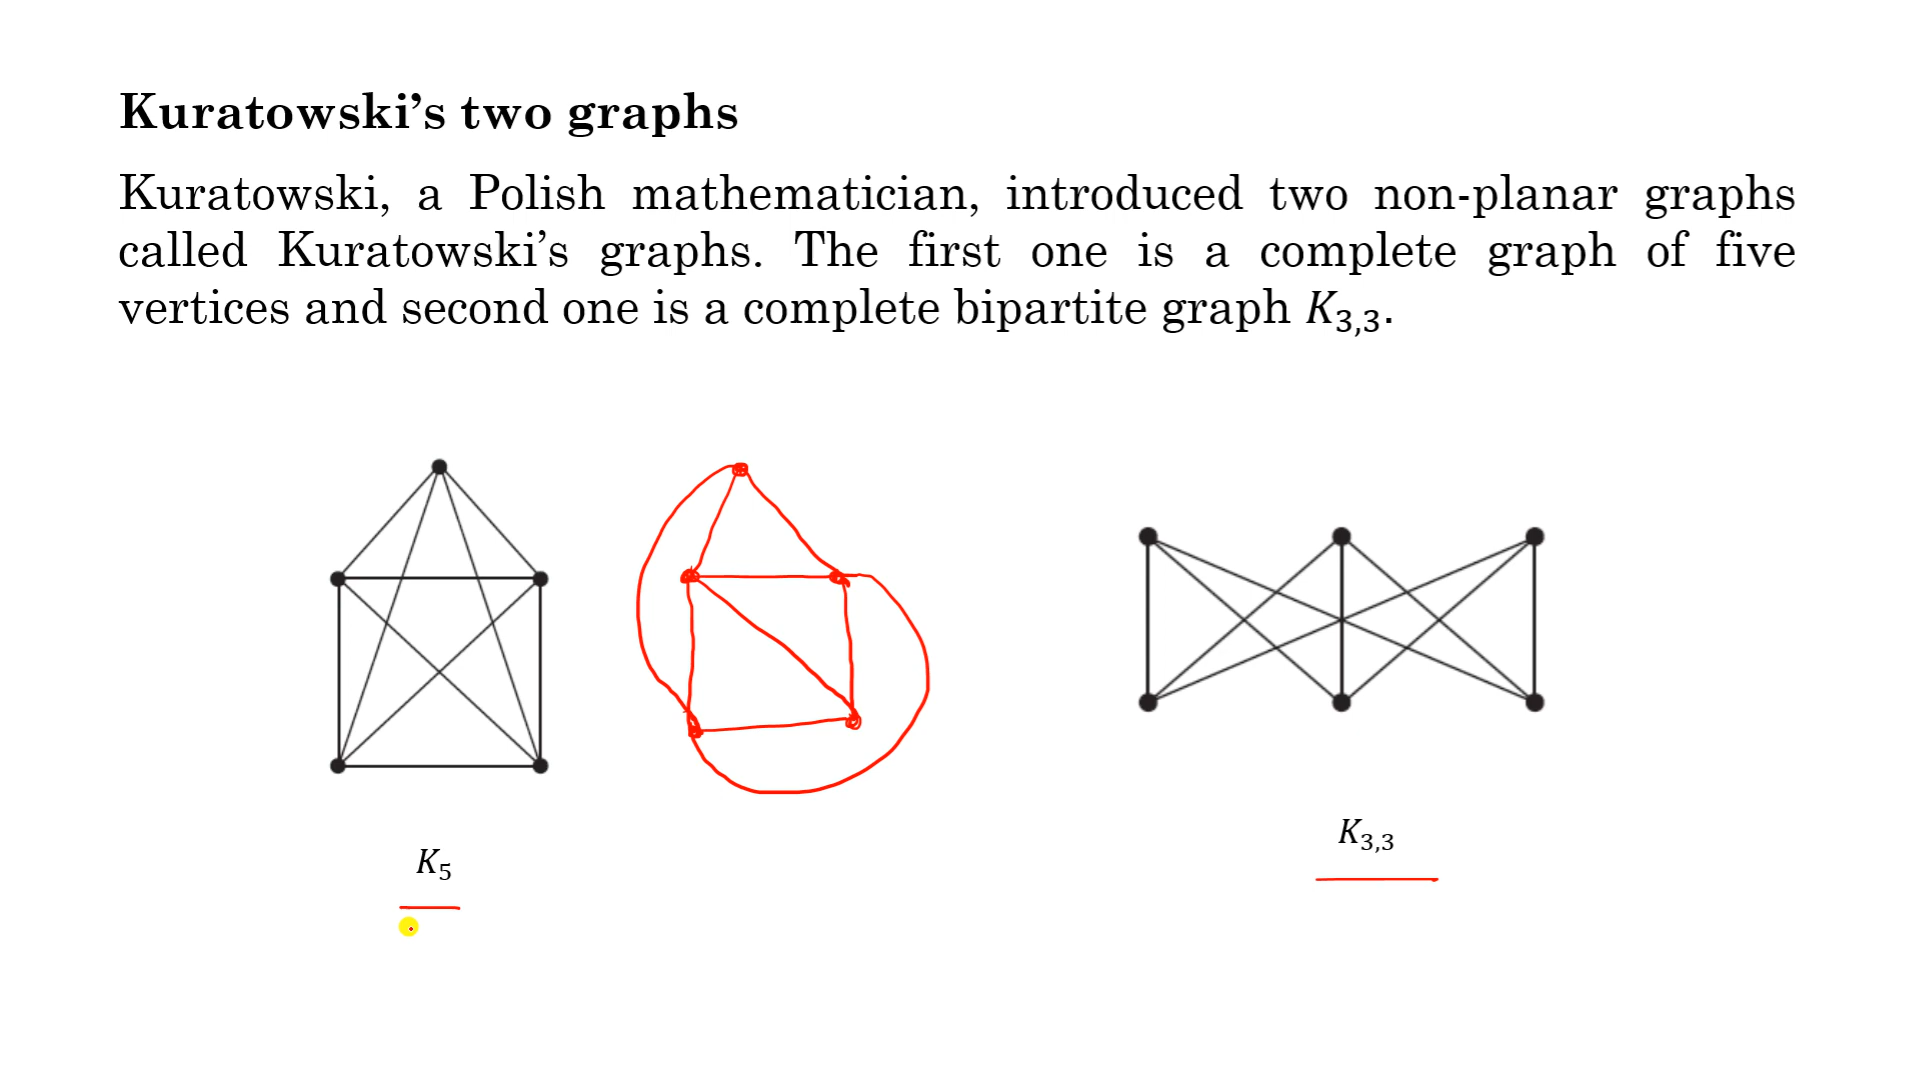 Kuratowski’s two graphs
Kuratowski, a Polish mathematician, introduced two non-planar graphs
called Kuratowski’s graphs. The first one is a complete graph of five
vertices and second one is a complete bipartite graph K₃,₃.
K₃,₃
K₅